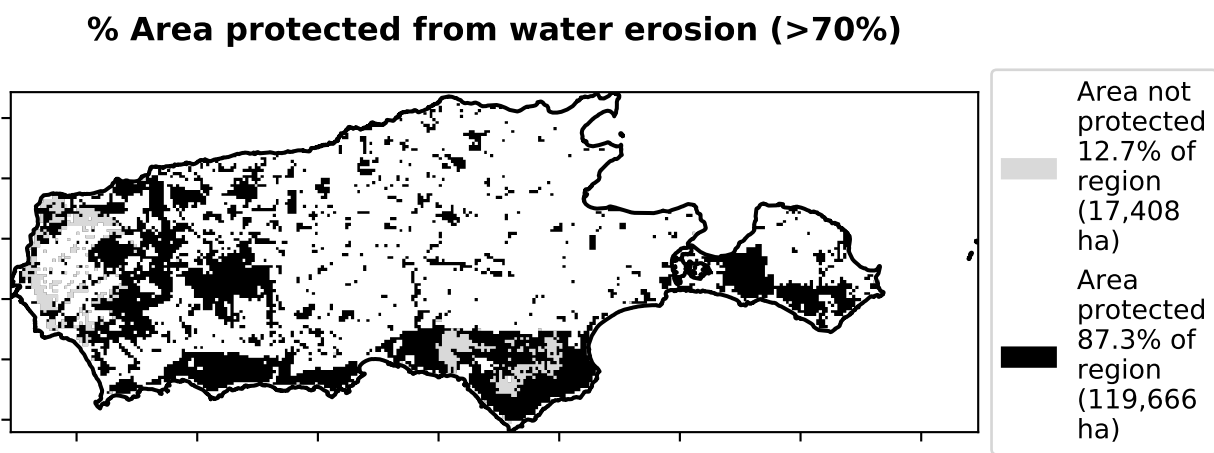 % Area protected from water erosion (>70%)
Area not
protected
12.7% of
region
(17,408
ha)
Area
protected
87.3% of
region
(119,666
ha)